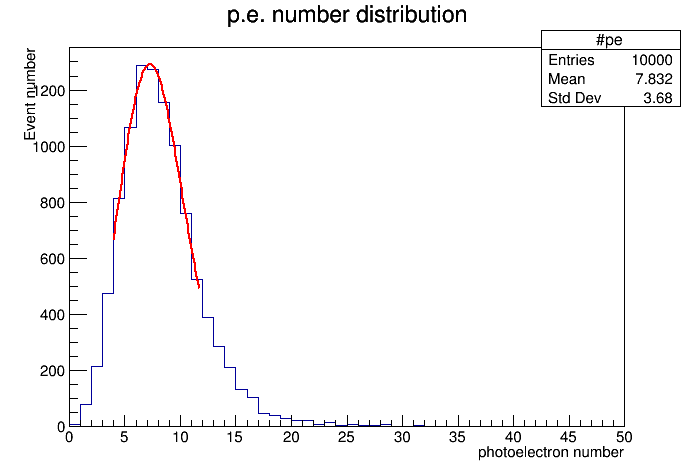 p.e. number distribution
#pe
Entries 10000
Mean 7.832
Std Dev 3.68
Event number
1200
1000
800
600
400
200
0
0 5 10 15 20 25 30 35 40 45 50
photoelectron number